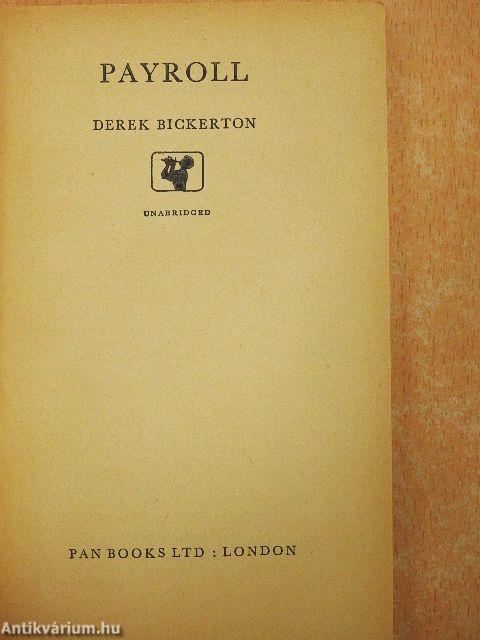 PAYROLL
DEREK BICKERTON
UNABRIDGED
PAN BOOKS LTD : LONDON
Antikvárium.hu